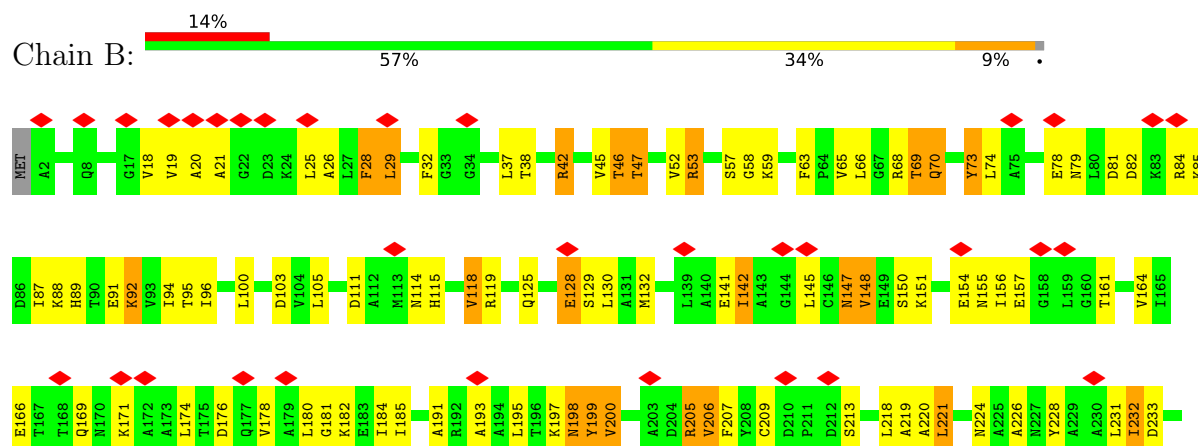 14%
Chain B:
57% 34% 9% •
MET A2 Q8 G17 V18 V19 A20 A21 G22 D23 K24 L25 A26 L27 F28 L29 F32 G33 G34 L37 T38 R42 V45 T46 T47 V52 R53 S57 G58 K59 F63 P64 V65 L66 G67 R68 T69 Q70 Y73 L74 A75 E78 N79 L80 D81 D82 K83 R84 K85
D86 I87 K88 H89 T90 E91 K92 V93 I94 T95 I96 L100 D103 V104 L105 D111 A112 M113 N114 H115 V118 R119 Q125 E128 S129 L130 A131 M132 L139 A140 E141 I142 A143 G144 L145 C146 N147 V148 E149 S150 K151 E154 N155 I156 E157 G158 L159 G160 T161 V164 I165
E166 T167 T168 Q169 N170 K171 A172 A173 L174 T175 D176 Q177 V178 A179 L180 G181 K182 E183 I184 I185 A191 R192 A193 A194 L195 T196 K197 N198 Y199 V200 A203 D204 R205 V206 F207 Y208 C209 D210 P211 D212 S213 L218 A219 A220 L221 N224 A225 A226 N227 Y228 A229 A230 L231 I232 D233